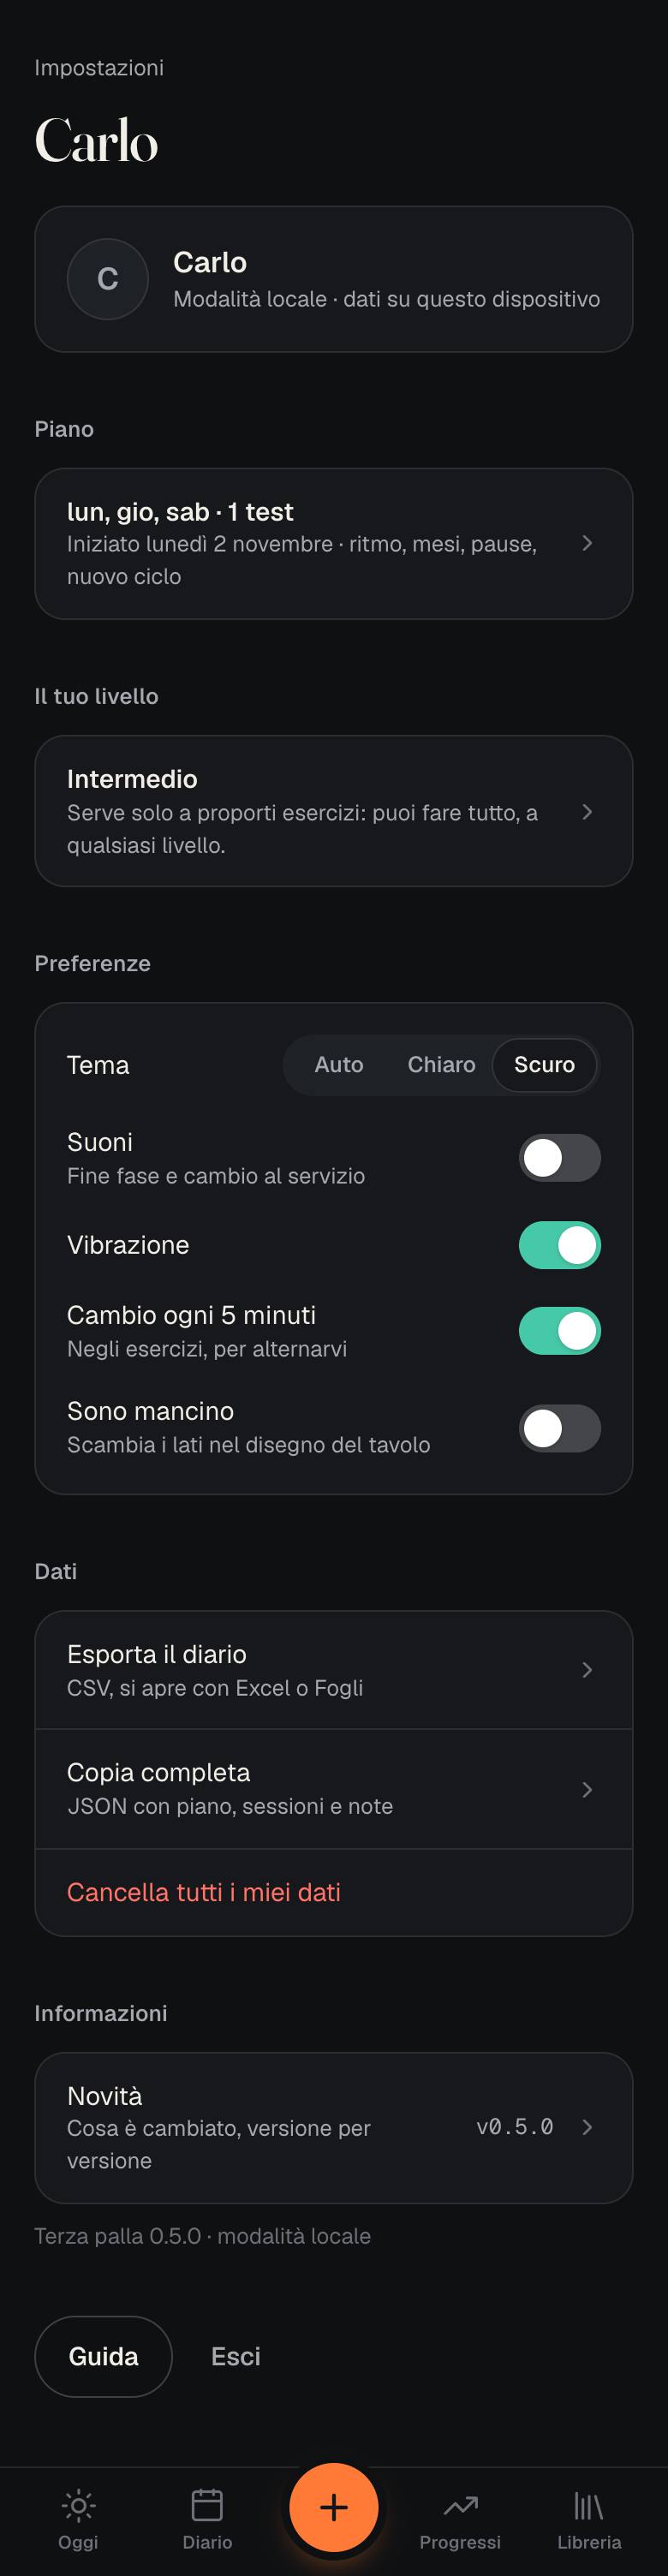 Impostazioni
Carlo
C
Carlo
Modalità locale · dati su questo dispositivo
Piano
lun, gio, sab · 1 test
Iniziato lunedì 2 novembre · ritmo, mesi, pause,
nuovo ciclo
Il tuo livello
Intermedio
Serve solo a proporti esercizi: puoi fare tutto, a
qualsiasi livello.
Preferenze
Tema
Auto Chiaro Scuro
Suoni
Fine fase e cambio al servizio
Vibrazione
Cambio ogni 5 minuti
Negli esercizi, per alternarvi
Sono mancino
Scambia i lati nel disegno del tavolo
Dati
Esporta il diario
CSV, si apre con Excel o Fogli
Copia completa
JSON con piano, sessioni e note
Cancella tutti i miei dati
Informazioni
Novità
Cosa è cambiato, versione per
versione
v0.5.0
Terza palla 0.5.0 · modalità locale
Guida Esci
Oggi Diario Progressi Libreria